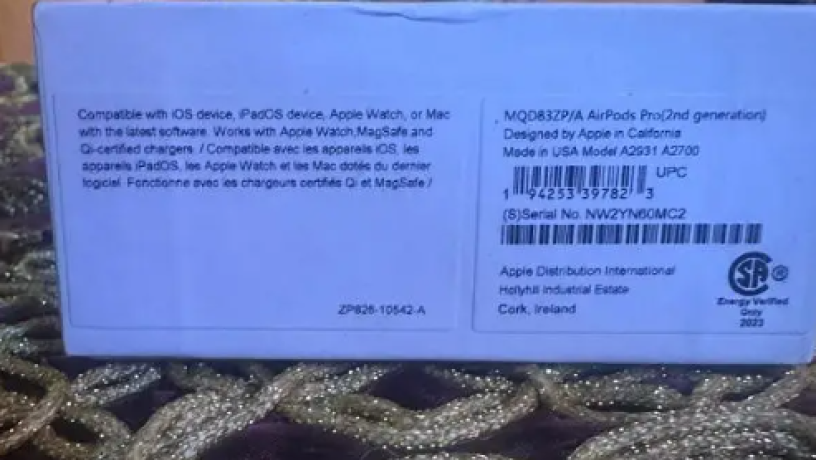 Compatible with iOS device, iPadOS device, Apple Watch, or Mac
with the latest software. Works with Apple Watch,MagSafe and
Qi-certified chargers. / Compatible avec les appareils iOS, les
appareils iPadOS, les Apple Watch et les Mac dotés du dernier
logiciel. Fonctionne avec les chargeurs certifiés Qi et MagSafe /
ZP826-10542-A
MQD83ZP/A AirPods Pro(2nd generation)
Designed by Apple in California
Made in USA Model A2931 A2700
UPC
1 94253 39782 3
(S)Serial No. NW2YN60MC2
Apple Distribution International
Hollyhill Industrial Estate
Cork, Ireland
SA ®
Energy Verified
Only
2023